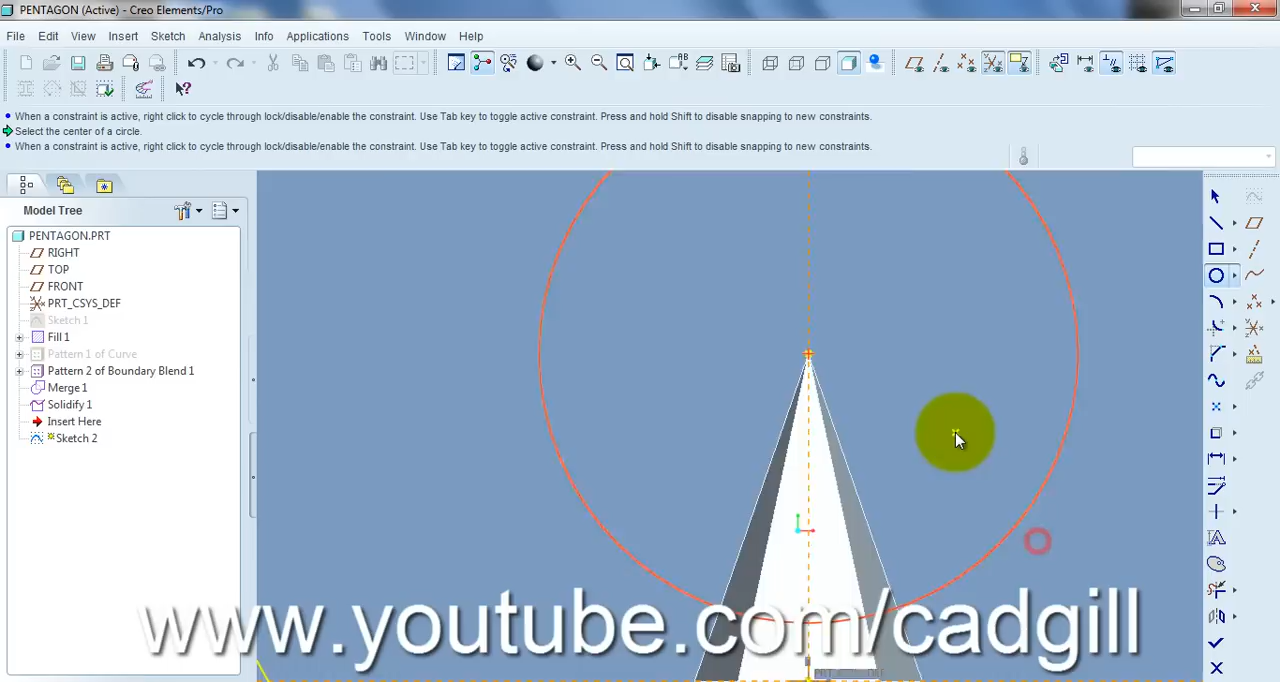 PENTAGON (Active) - Creo Elements/Pro
File Edit View Insert Sketch Analysis Info Applications Tools Window Help
When a constraint is active, right click to cycle through lock/disable/enable the constraint. Use Tab key to toggle active constraint. Press and hold Shift to disable snapping to new constraints.
Select the center of a circle.
When a constraint is active, right click to cycle through lock/disable/enable the constraint. Use Tab key to toggle active constraint. Press and hold Shift to disable snapping to new constraints.
Model Tree
PENTAGON.PRT
RIGHT
TOP
FRONT
PRT_CSYS_DEF
Sketch 1
Fill 1
Pattern 1 of Curve
Pattern 2 of Boundary Blend 1
Merge 1
Solidify 1
Insert Here
Sketch 2
www.youtube.com/cadgill